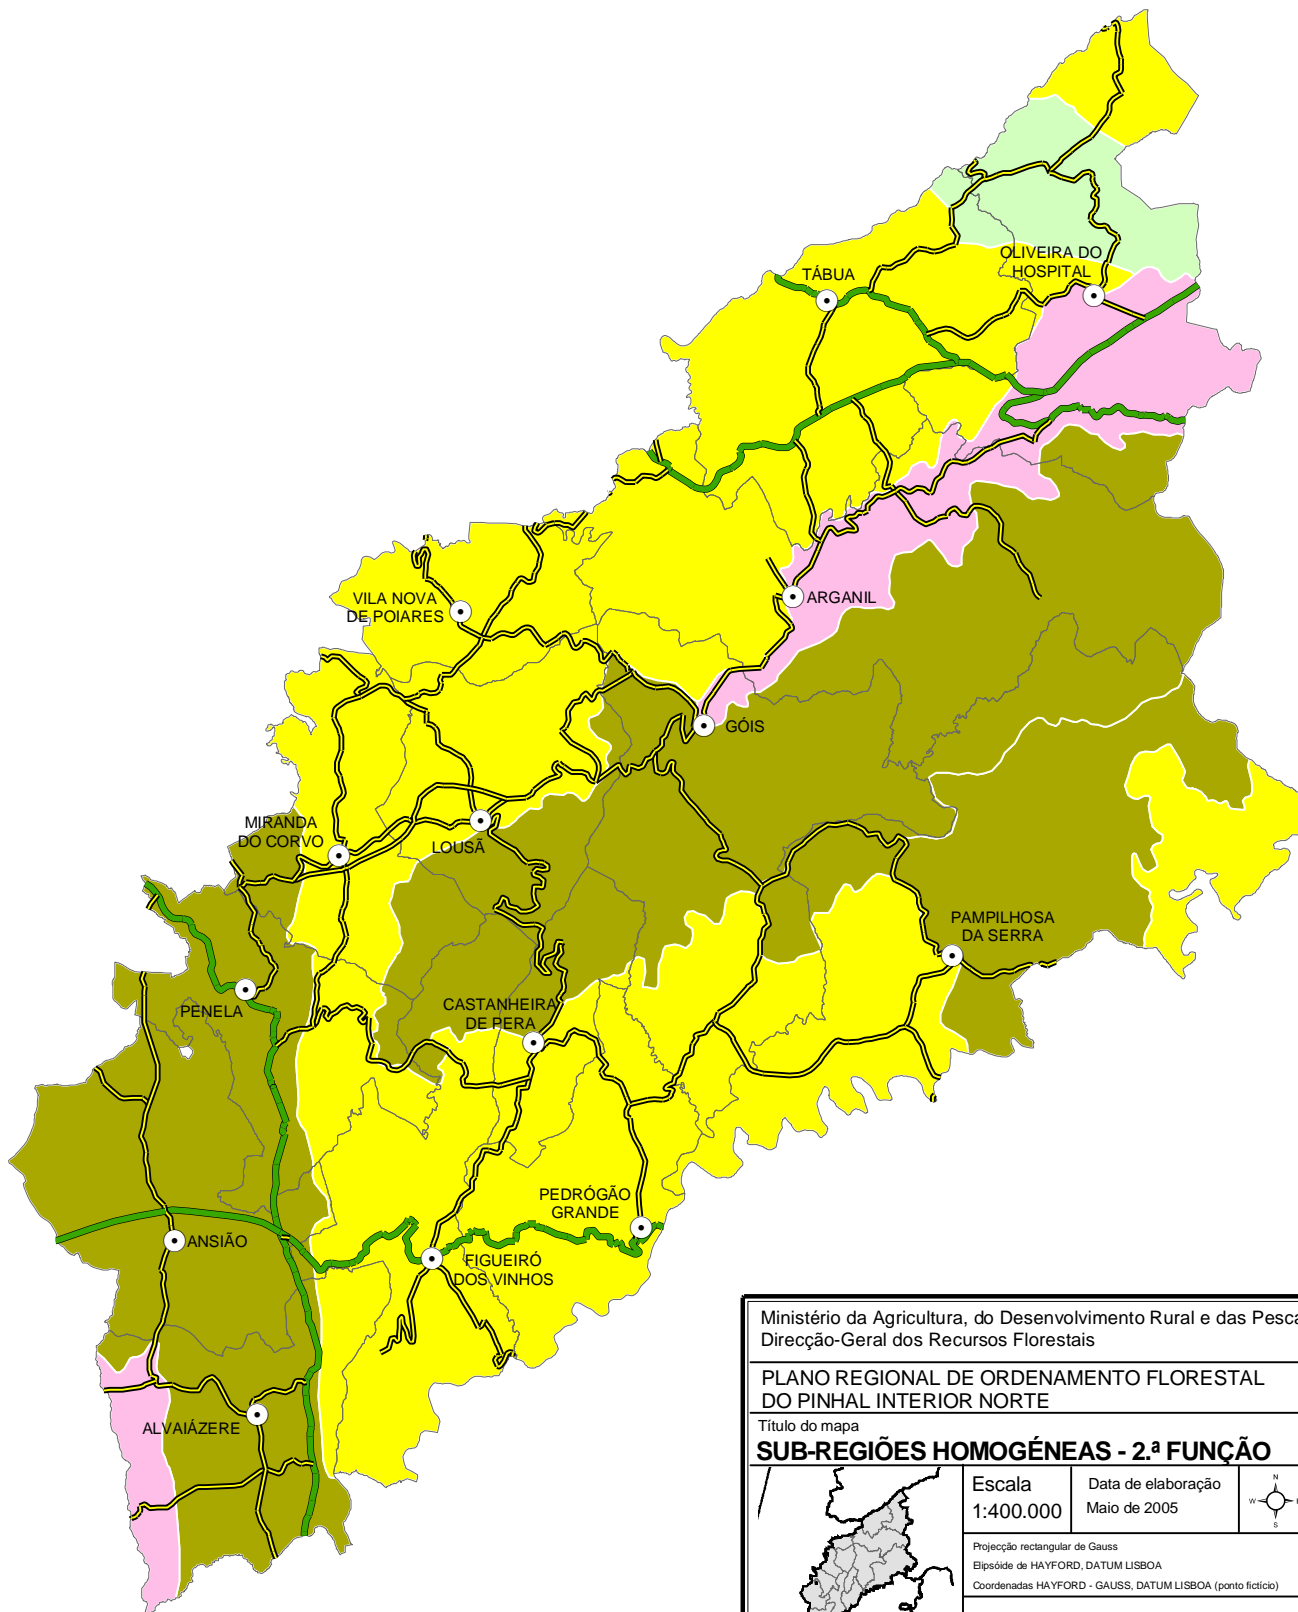 OLIVEIRA DO
HOSPITAL
TÁBUA
VILA NOVA
DE POIARES
ARGANIL
GÓIS
MIRANDA
DO CORVO
LOUSÃ
PAMPILHOSA
DA SERRA
PENELA
CASTANHEIRA
DE PERA
PEDRÓGÃO
GRANDE
ANSIÃO
FIGUEIRÓ
DOS VINHOS
ALVAIÁZERE
Ministério da Agricultura, do Desenvolvimento Rural e das Pesca
Direcção-Geral dos Recursos Florestais
PLANO REGIONAL DE ORDENAMENTO FLORESTAL
DO PINHAL INTERIOR NORTE
Título do mapa
SUB-REGIÕES HOMOGÉNEAS - 2.ª FUNÇÃO
Escala
1:400.000
Data de elaboração
Maio de 2005
N
W
S
Projecção rectangular de Gauss
Elipsóide de HAYFORD, DATUM LISBOA
Coordenadas HAYFORD - GAUSS, DATUM LISBOA (ponto fictício)